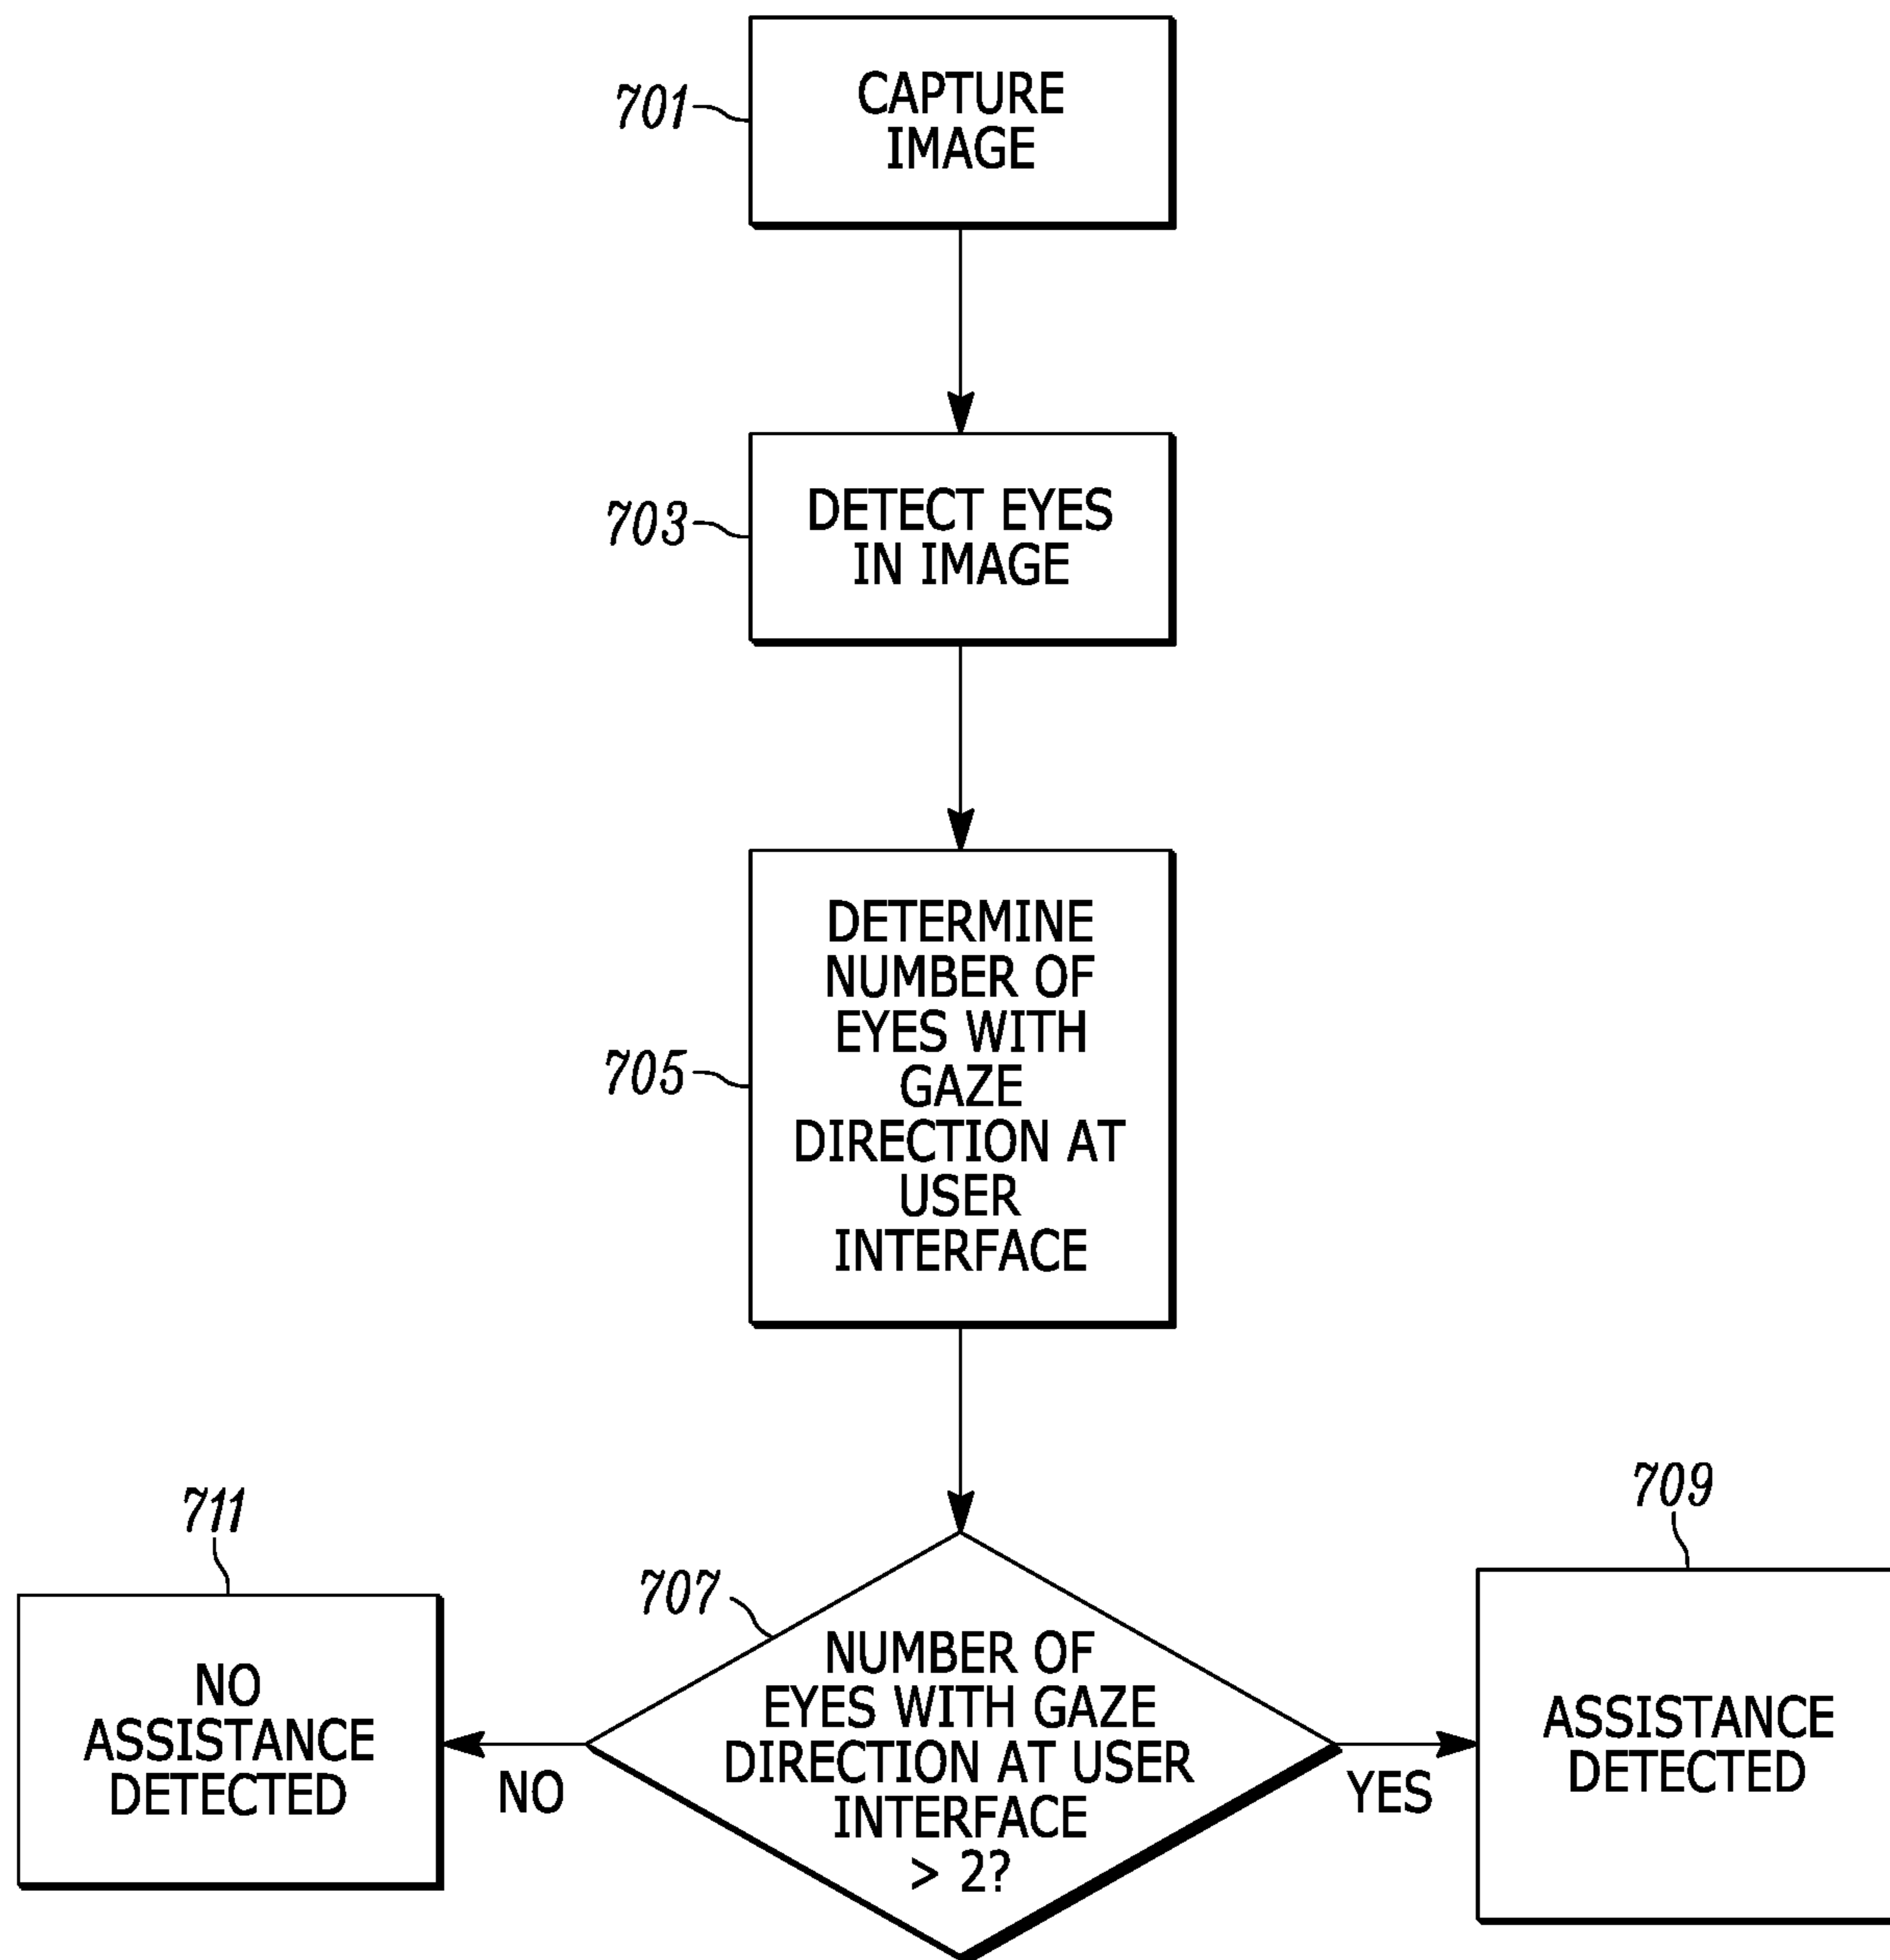 701
CAPTURE
IMAGE
703
DETECT EYES
IN IMAGE
705
DETERMINE
NUMBER OF
EYES WITH
GAZE
DIRECTION AT
USER
INTERFACE
707
NUMBER OF
EYES WITH GAZE
DIRECTION AT USER
INTERFACE
> 2?
NO
711
NO
ASSISTANCE
DETECTED
YES
709
ASSISTANCE
DETECTED